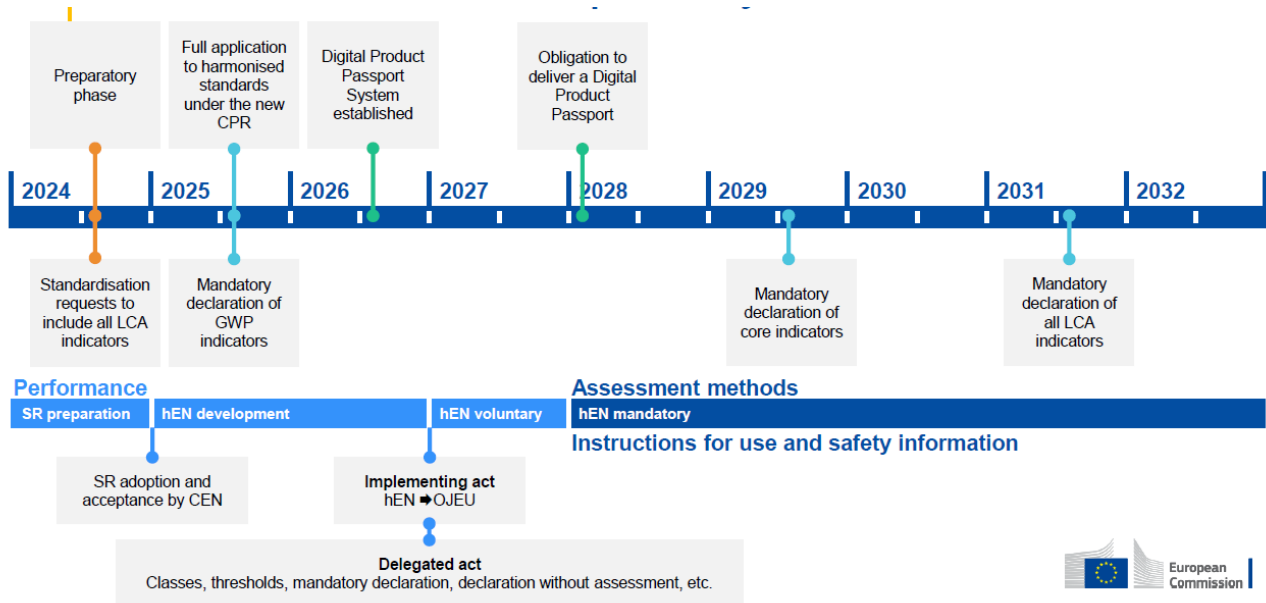 Preparatory
phase
Full application
to harmonised
standards
under the new
CPR
Digital Product
Passport
System
established
Obligation to
deliver a Digital
Product
Passport
2024
2025
2026
2027
2028
2029
2030
2031
2032
Standardisation
requests to
include all LCA
indicators
Mandatory
declaration of
GWP
indicators
Mandatory
declaration of
core indicators
Mandatory
declaration of
all LCA
indicators
Performance
Assessment methods
SR preparation
hEN development
hEN voluntary
hEN mandatory
Instructions for use and safety information
SR adoption and
acceptance by CEN
Implementing act
hEN ➡OJEU
Delegated act
Classes, thresholds, mandatory declaration, declaration without assessment, etc.
European
Commission